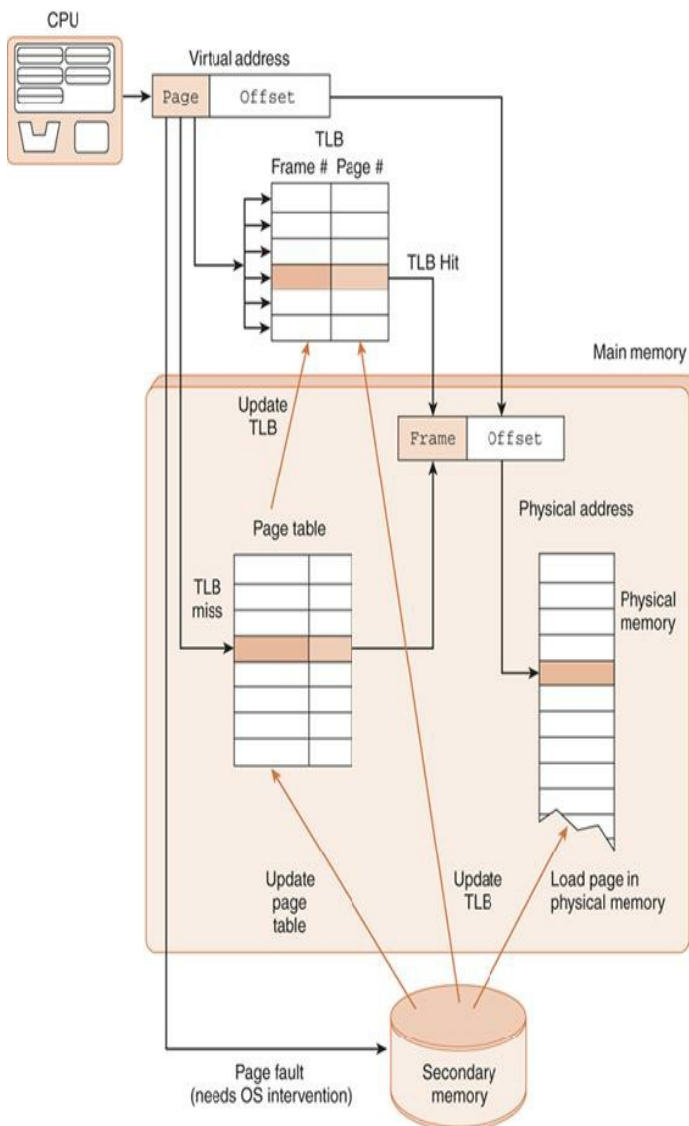 CPU
Virtual address
Page
Offset
TLB
Frame #
Page #
TLB Hit
Main memory
Update
TLB
Frame
Offset
Physical address
Page table
TLB
miss
Physical
memory
Update
page
table
Update
TLB
Load page in
physical memory
Page fault
(needs OS intervention)
Secondary
memory